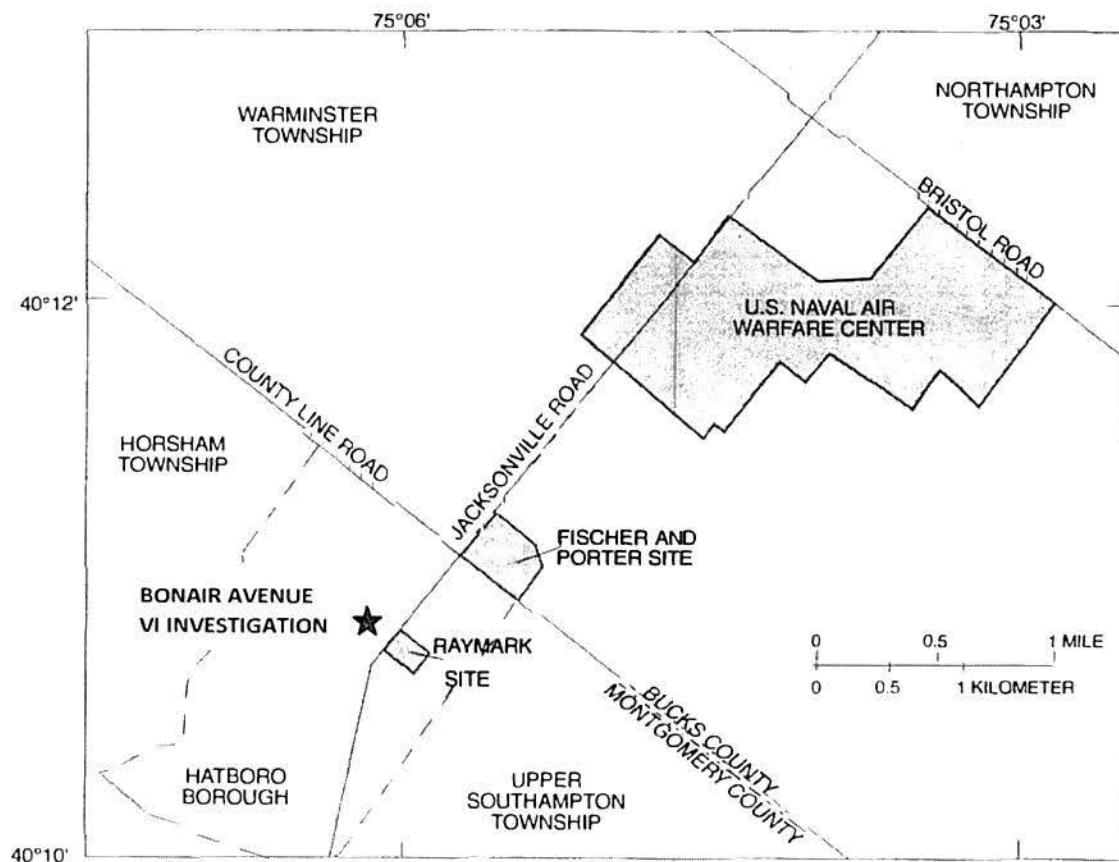 75°06'
75°03'
WARMINSTER
TOWNSHIP
NORTHAMPTON
TOWNSHIP
BRISTOL ROAD
40°12'
U.S. NAVAL AIR
WARFARE CENTER
COUNTY LINE ROAD
JACKSONVILLE ROAD
HORSHAM
TOWNSHIP
FISCHER AND
PORTER SITE
BONAIR AVENUE
VI INVESTIGATION
RAYMARK
SITE
0 0.5 1 MILE
0 0.5 1 KILOMETER
BUCKS COUNTY
MONTGOMERY COUNTY
HATBORO
BOROUGH
UPPER
SOUTHAMPTON
TOWNSHIP
40°10'